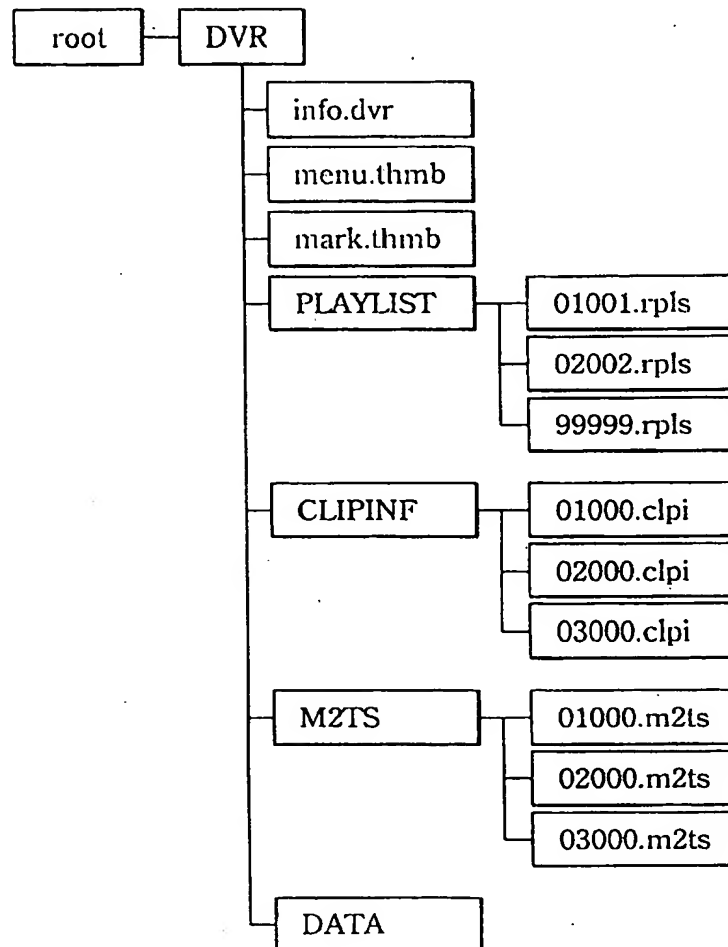 root DVR
info.dvr
menu.thmb
mark.thmb
PLAYLIST 01001.rpls
02002.rpls
99999.rpls
CLIPINF 01000.clpi
02000.clpi
03000.clpi
M2TS 01000.m2ts
02000.m2ts
03000.m2ts
DATA